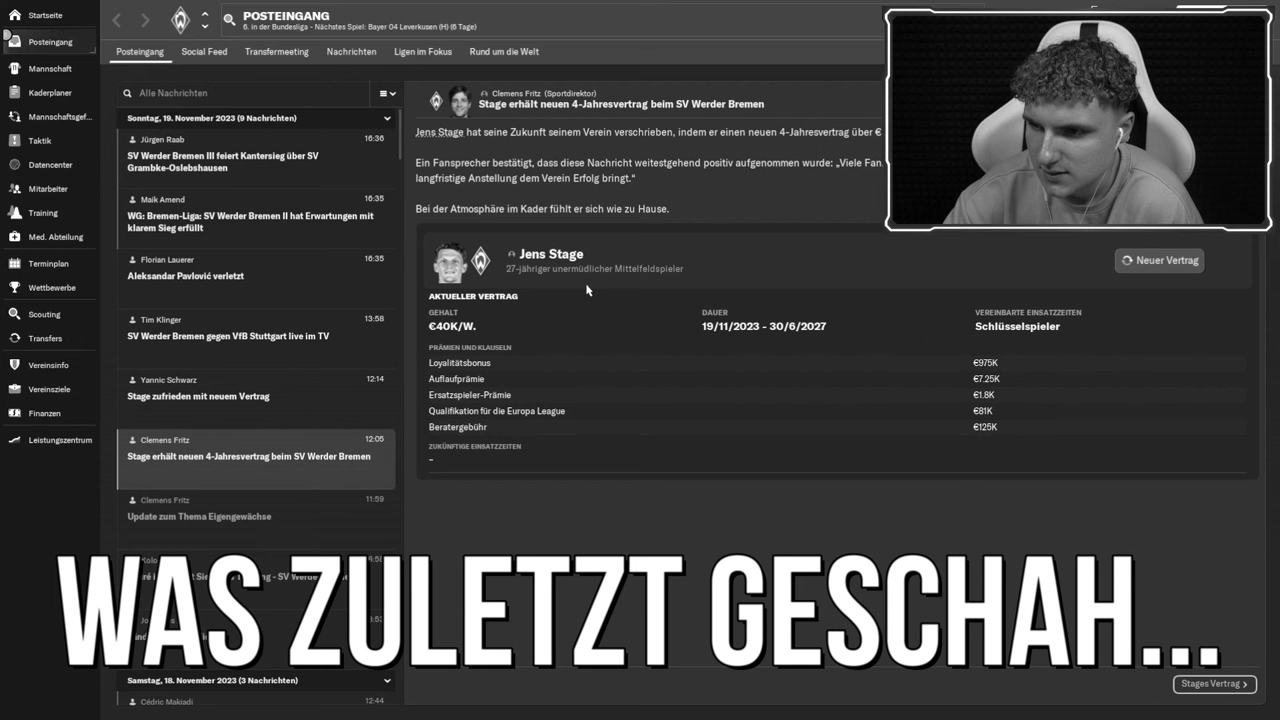 Startseite
Posteingang
Mannschaft
Kaderplaner
Mannschaftsgef...
Taktik
Datencenter
Mitarbeiter
Training
Med. Abteilung
Terminplan
Wettbewerbe
Scouting
Transfers
Vereinsinfo
Vereinsziele
Finanzen
Leistungszentrum
POSTEINGANG
6. in der Bundesliga - Nächstes Spiel: Bayer 04 Leverkusen (H) (6 Tage)
Posteingang Social Feed Transfermeeting Nachrichten Ligen im Fokus Rund um die Welt
Alle Nachrichten
Sonntag, 19. November 2023 (9 Nachrichten)
Jürgen Raab 16:36
SV Werder Bremen III feiert Kantersieg über SV
Grambke-Oslebshausen
Maik Amend 16:35
WG: Bremen-Liga: SV Werder Bremen II hat Erwartungen mit
klarem Sieg erfüllt
Florian Lauerer 16:35
Aleksandar Pavlović verletzt
Tim Klinger 13:58
SV Werder Bremen gegen VfB Stuttgart live im TV
Yannic Schwarz 12:14
Stage zufrieden mit neuem Vertrag
Clemens Fritz 12:05
Stage erhält neuen 4-Jahresvertrag beim SV Werder Bremen
Clemens Fritz 11:59
Update zum Thema Eigengewächse
Samstag, 18. November 2023 (3 Nachrichten)
Cédric Makiadi 12:44
Clemens Fritz (Sportdirektor)
Stage erhält neuen 4-Jahresvertrag beim SV Werder Bremen
Jens Stage hat seine Zukunft seinem Verein verschrieben, indem er einen neuen 4-Jahresvertrag über €
Ein Fansprecher bestätigt, dass diese Nachricht weitestgehend positiv aufgenommen wurde: „Viele Fan
langfristige Anstellung dem Verein Erfolg bringt.“
Bei der Atmosphäre im Kader fühlt er sich wie zu Hause.
Jens Stage
27-jähriger unermüdlicher Mittelfeldspieler
Neuer Vertrag
AKTUELLER VERTRAG
GEHALT DAUER VEREINBARTE EINSATZZEITEN
€40K/W. 19/11/2023 - 30/6/2027 Schlüsselspieler
PRÄMIEN UND KLAUSELN
Loyalitätsbonus €975K
Auflaufprämie €7.25K
Ersatzspieler-Prämie €1.8K
Qualifikation für die Europa League €81K
Beratergebühr €125K
ZUKÜNFTIGE EINSATZZEITEN
–
WAS ZULETZT GESCHAH...
Stages Vertrag